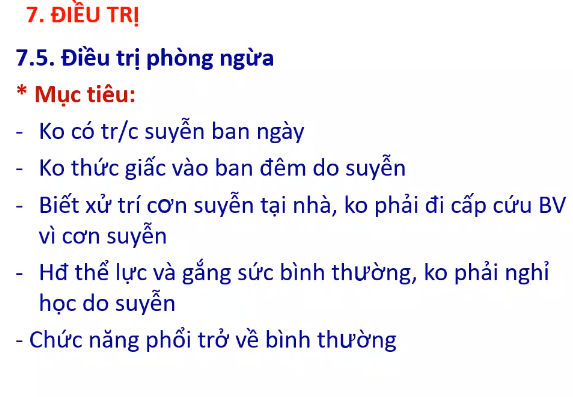 7. ĐIỀU TRỊ
7.5. Điều trị phòng ngừa
* Mục tiêu:
- Ko có tr/c suyễn ban ngày
- Ko thức giấc vào ban đêm do suyễn
- Biết xử trí cơn suyễn tại nhà, ko phải đi cấp cứu BV
vì cơn suyễn
- Hđ thể lực và gắng sức bình thường, ko phải nghỉ
học do suyễn
- Chức năng phổi trở về bình thường